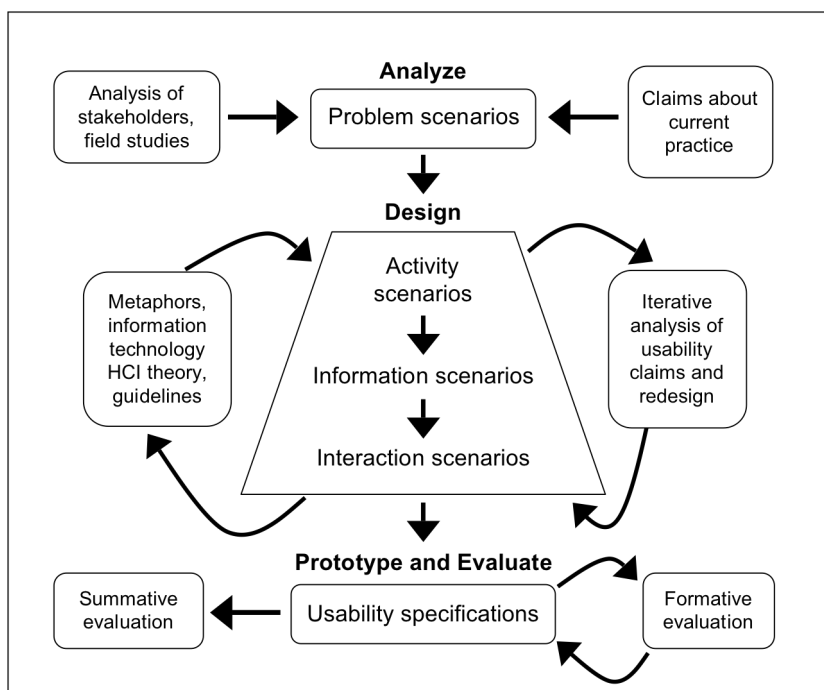 Analyze
Analysis of
stakeholders,
field studies
Problem scenarios
Claims about
current
practice
Design
Metaphors,
information
technology
HCI theory,
guidelines
Activity
scenarios
Information scenarios
Interaction scenarios
Iterative
analysis of
usability
claims and
redesign
Prototype and Evaluate
Summative
evaluation
Usability specifications
Formative
evaluation